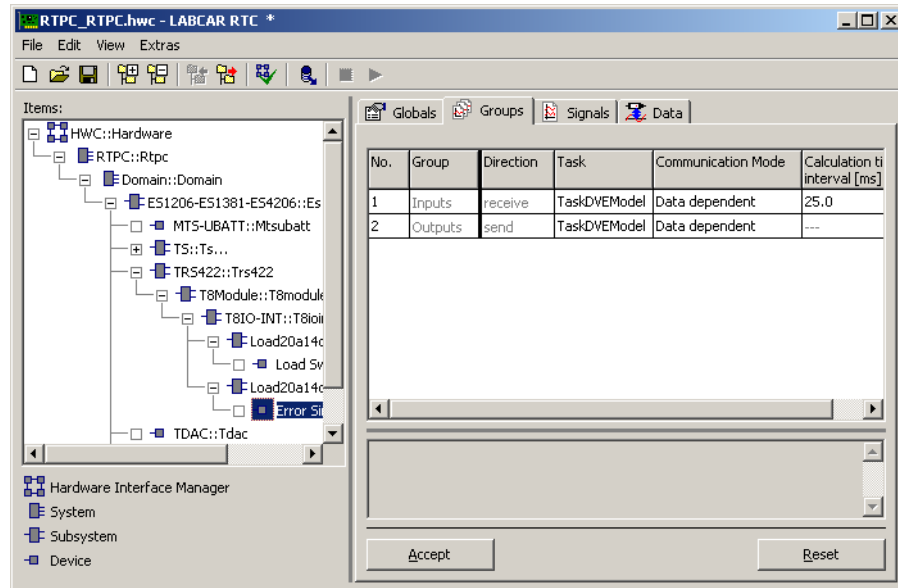 RTPC_RTPC.hwc - LABCAR RTC *
File Edit View Extras
Items:
HWC::Hardware
RTPC::Rtpc
Domain::Domain
ES1206-ES1381-ES4206::Es
MTS-UBATT::Mtsubatt
TS::Ts...
TRS422::Trs422
T8Module::T8module
T8IO-INT::T8ioi
Load20a14c
Load Sw
Load20a14c
Error Si
TDAC::Tdac
Hardware Interface Manager
System
Subsystem
Device
Globals Groups Signals Data
No. Group Direction Task Communication Mode Calculation ti
interval [ms]
1 Inputs receive TaskDVEModel Data dependent 25.0
2 Outputs send TaskDVEModel Data dependent ---
Accept Reset